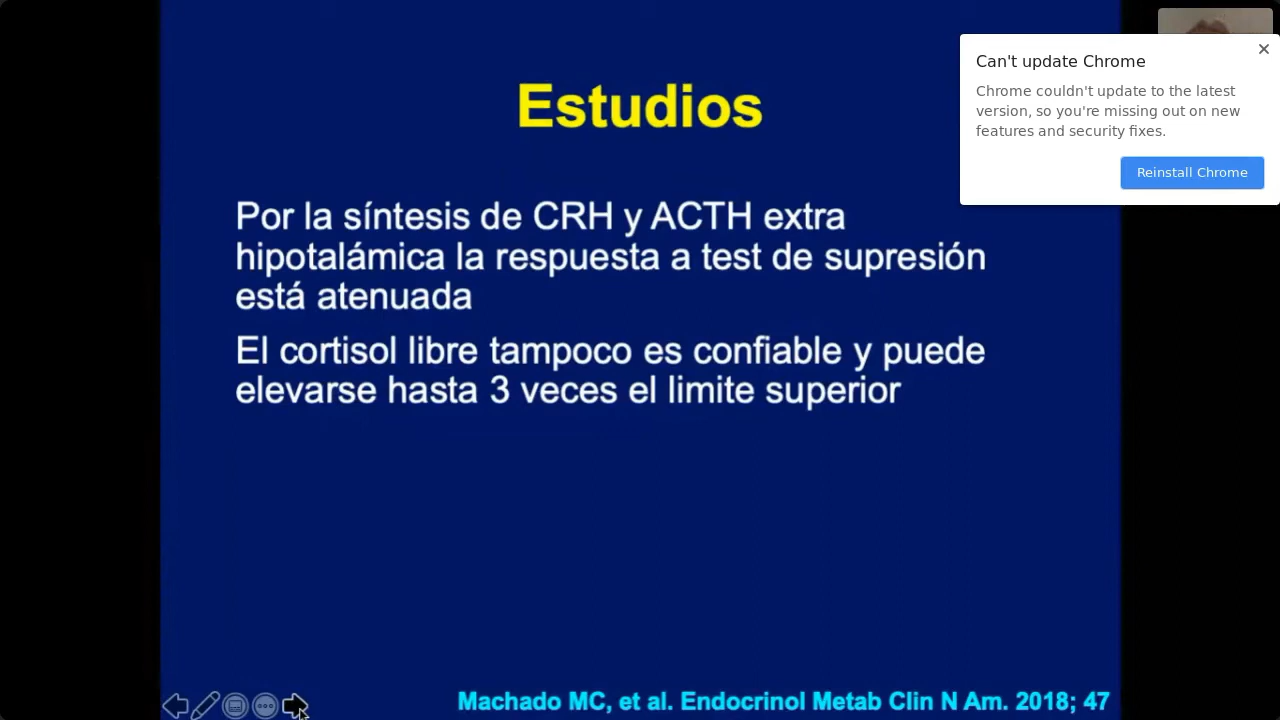 Estudios
Por la síntesis de CRH y ACTH extra
hipotalámica la respuesta a test de supresión
está atenuada
El cortisol libre tampoco es confiable y puede
elevarse hasta 3 veces el limite superior
Machado MC, et al. Endocrinol Metab Clin N Am. 2018; 47
Can't update Chrome
Chrome couldn't update to the latest
version, so you're missing out on new
features and security fixes.
Reinstall Chrome